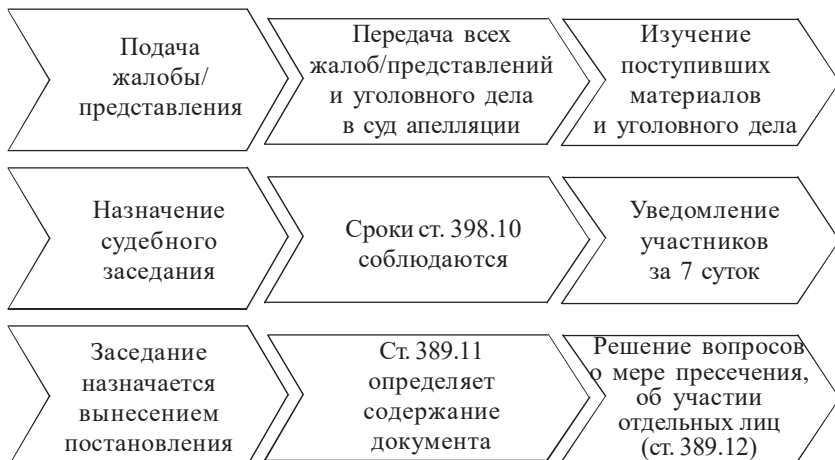 Подача
жалобы/
представления
Передача всех
жалоб/представлений
и уголовного дела
в суд апелляции
Изучение
поступивших
материалов
и уголовного дела
Назначение
судебного
заседания
Сроки ст. 398.10
соблюдаются
Уведомление
участников
за 7 суток
Заседание
назначается
вынесением
постановления
Ст. 389.11
определяет
содержание
документа
Решение вопросов
о мере пресечения,
об участии
отдельных лиц
(ст. 389.12)